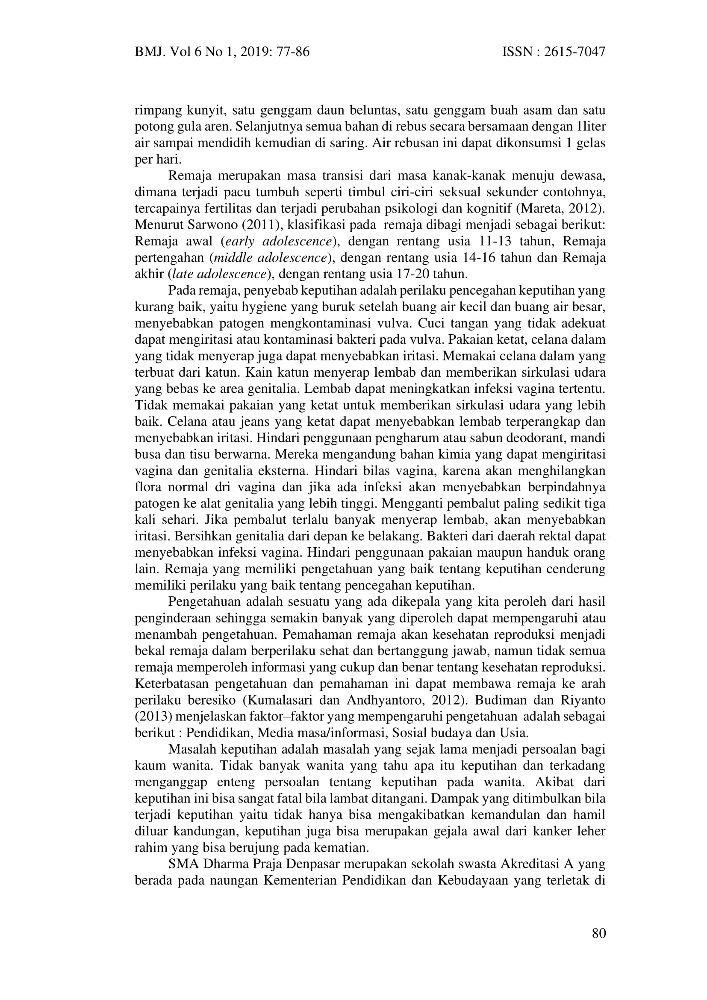 BMJ. Vol 6 No 1, 2019: 77-86 ISSN : 2615-7047
rimpang kunyit, satu genggam daun beluntas, satu genggam buah asam dan satu
potong gula aren. Selanjutnya semua bahan di rebus secara bersamaan dengan 1liter
air sampai mendidih kemudian di saring. Air rebusan ini dapat dikonsumsi 1 gelas
per hari.
Remaja merupakan masa transisi dari masa kanak-kanak menuju dewasa,
dimana terjadi pacu tumbuh seperti timbul ciri-ciri seksual sekunder contohnya,
tercapainya fertilitas dan terjadi perubahan psikologi dan kognitif (Mareta, 2012).
Menurut Sarwono (2011), klasifikasi pada remaja dibagi menjadi sebagai berikut:
Remaja awal (early adolescence), dengan rentang usia 11-13 tahun, Remaja
pertengahan (middle adolescence), dengan rentang usia 14-16 tahun dan Remaja
akhir (late adolescence), dengan rentang usia 17-20 tahun.
Pada remaja, penyebab keputihan adalah perilaku pencegahan keputihan yang
kurang baik, yaitu hygiene yang buruk setelah buang air kecil dan buang air besar,
menyebabkan patogen mengkontaminasi vulva. Cuci tangan yang tidak adekuat
dapat mengiritasi atau kontaminasi bakteri pada vulva. Pakaian ketat, celana dalam
yang tidak menyerap juga dapat menyebabkan iritasi. Memakai celana dalam yang
terbuat dari katun. Kain katun menyerap lembab dan memberikan sirkulasi udara
yang bebas ke area genitalia. Lembab dapat meningkatkan infeksi vagina tertentu.
Tidak memakai pakaian yang ketat untuk memberikan sirkulasi udara yang lebih
baik. Celana atau jeans yang ketat dapat menyebabkan lembab terperangkap dan
menyebabkan iritasi. Hindari penggunaan pengharum atau sabun deodorant, mandi
busa dan tisu berwarna. Mereka mengandung bahan kimia yang dapat mengiritasi
vagina dan genitalia eksterna. Hindari bilas vagina, karena akan menghilangkan
flora normal dri vagina dan jika ada infeksi akan menyebabkan berpindahnya
patogen ke alat genitalia yang lebih tinggi. Mengganti pembalut paling sedikit tiga
kali sehari. Jika pembalut terlalu banyak menyerap lembab, akan menyebabkan
iritasi. Bersihkan genitalia dari depan ke belakang. Bakteri dari daerah rektal dapat
menyebabkan infeksi vagina. Hindari penggunaan pakaian maupun handuk orang
lain. Remaja yang memiliki pengetahuan yang baik tentang keputihan cenderung
memiliki perilaku yang baik tentang pencegahan keputihan.
Pengetahuan adalah sesuatu yang ada dikepala yang kita peroleh dari hasil
penginderaan sehingga semakin banyak yang diperoleh dapat mempengaruhi atau
menambah pengetahuan. Pemahaman remaja akan kesehatan reproduksi menjadi
bekal remaja dalam berperilaku sehat dan bertanggung jawab, namun tidak semua
remaja memperoleh informasi yang cukup dan benar tentang kesehatan reproduksi.
Keterbatasan pengetahuan dan pemahaman ini dapat membawa remaja ke arah
perilaku beresiko (Kumalasari dan Andhyantoro, 2012). Budiman dan Riyanto
(2013) menjelaskan faktor–faktor yang mempengaruhi pengetahuan adalah sebagai
berikut : Pendidikan, Media masa/informasi, Sosial budaya dan Usia.
Masalah keputihan adalah masalah yang sejak lama menjadi persoalan bagi
kaum wanita. Tidak banyak wanita yang tahu apa itu keputihan dan terkadang
menganggap enteng persoalan tentang keputihan pada wanita. Akibat dari
keputihan ini bisa sangat fatal bila lambat ditangani. Dampak yang ditimbulkan bila
terjadi keputihan yaitu tidak hanya bisa mengakibatkan kemandulan dan hamil
diluar kandungan, keputihan juga bisa merupakan gejala awal dari kanker leher
rahim yang bisa berujung pada kematian.
SMA Dharma Praja Denpasar merupakan sekolah swasta Akreditasi A yang
berada pada naungan Kementerian Pendidikan dan Kebudayaan yang terletak di
80